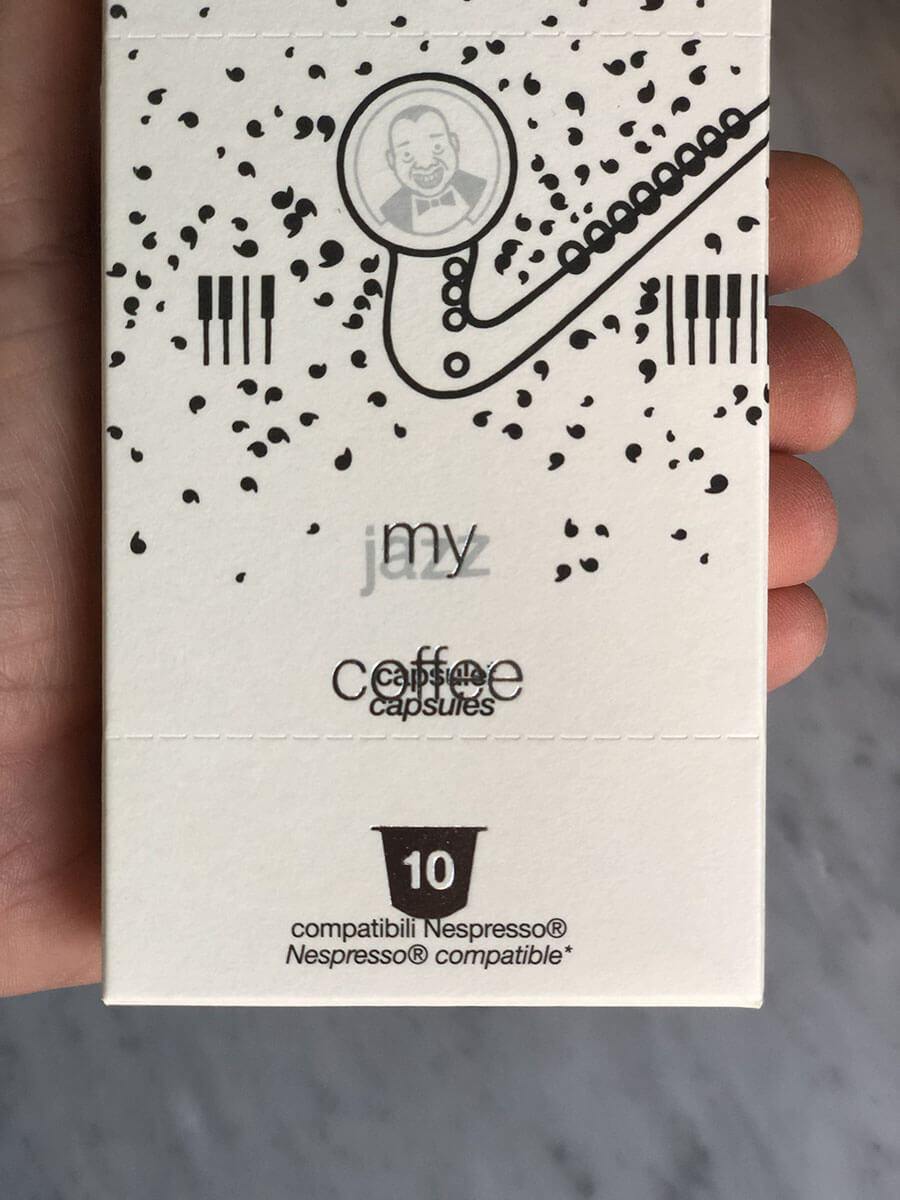 my
jazz
coffee
capsule
capsules
10
compatibili Nespresso®
Nespresso® compatible*